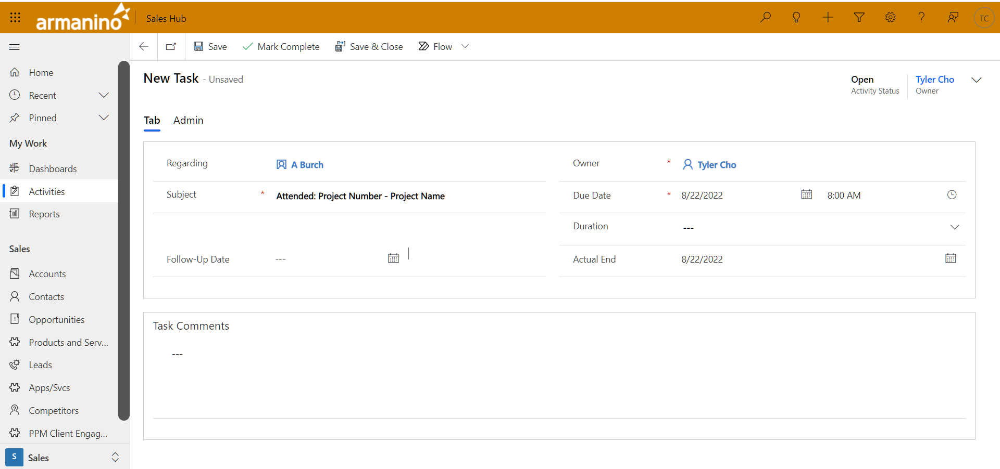 armanino
Sales Hub
TC
Save
Mark Complete
Save & Close
Flow
Home
Recent
Pinned
My Work
Dashboards
Activities
Reports
Sales
Accounts
Contacts
Opportunities
Products and Serv...
Leads
Apps/Svcs
Competitors
PPM Client Engag...
S Sales
New Task - Unsaved
Open
Activity Status
Tyler Cho
Owner
Tab Admin
Regarding A Burch
Subject * Attended: Project Number - Project Name
Follow-Up Date ---
Owner * Tyler Cho
Due Date * 8/22/2022 8:00 AM
Duration ---
Actual End 8/22/2022
Task Comments
---